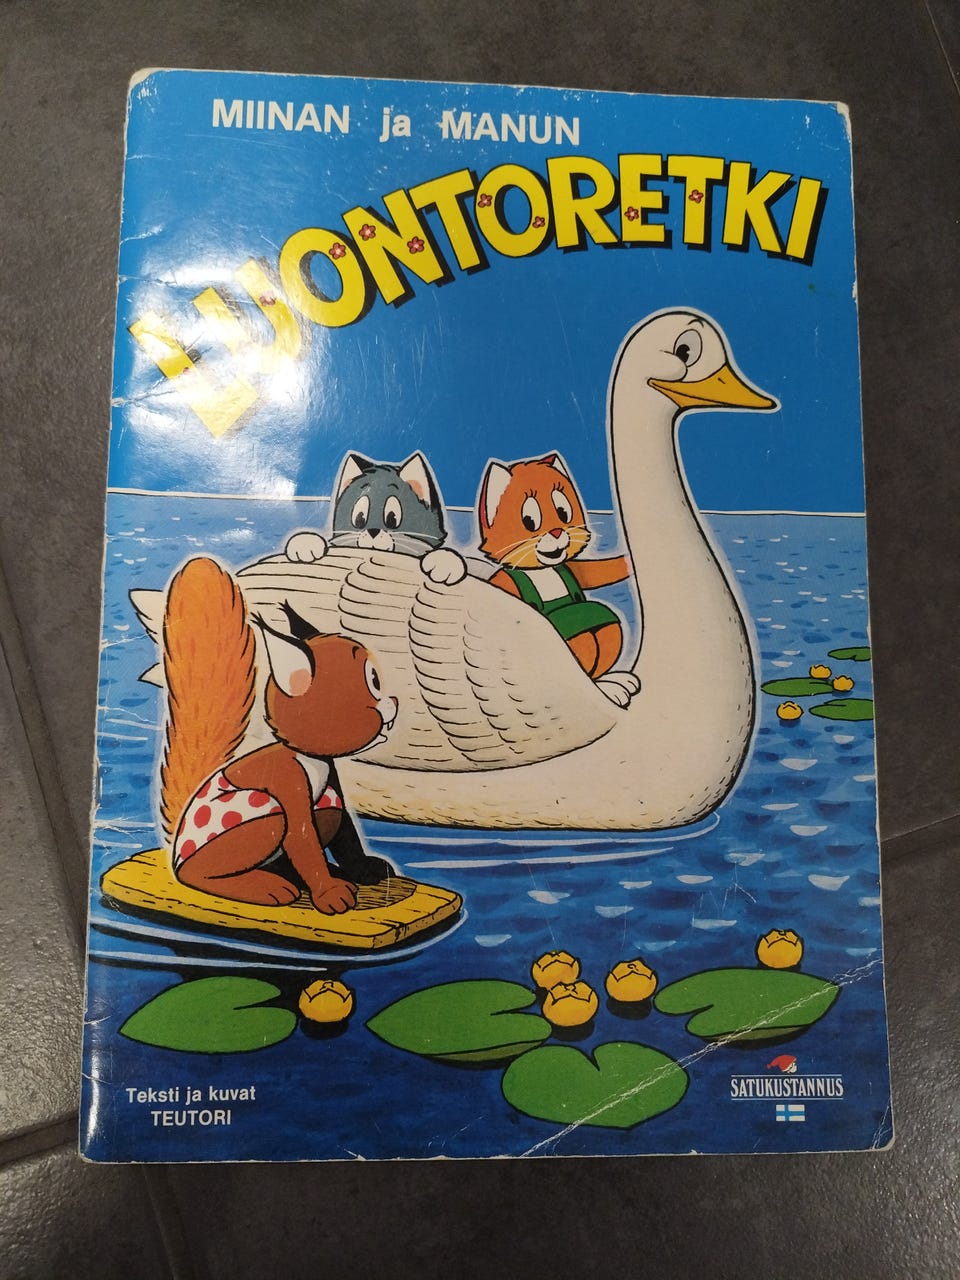 MIINAN ja MANUN
LUONTORETKI
Teksti ja kuvat
TEUTORI
SATUKUSTANNUS